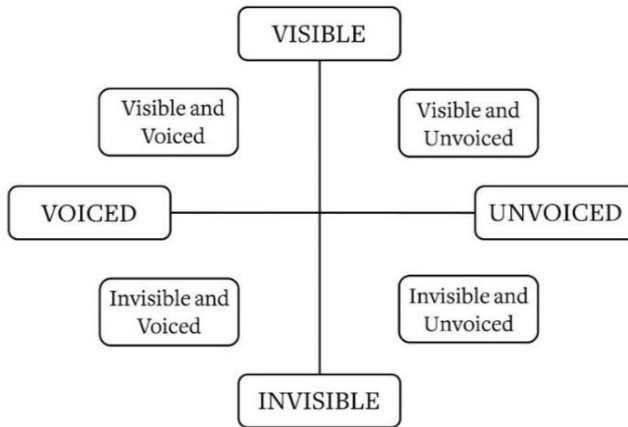 VISIBLE
Visible and
Voiced
Visible and
Unvoiced
VOICED
UNVOICED
Invisible and
Voiced
Invisible and
Unvoiced
INVISIBLE